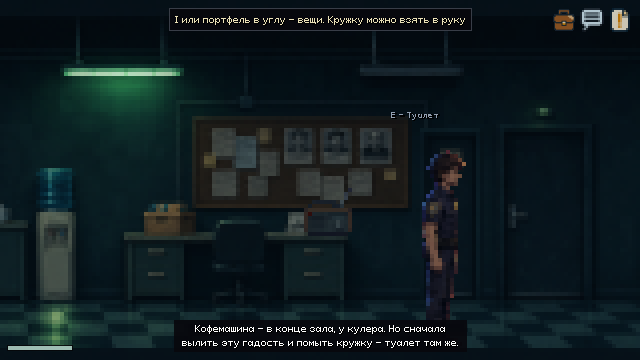 I или портфель в углу – вещи. Кружку можно взять в руку
E – Туалет
Кофемашина – в конце зала, у кулера. Но сначала
вылить эту гадость и помыть кружку – туалет там же.